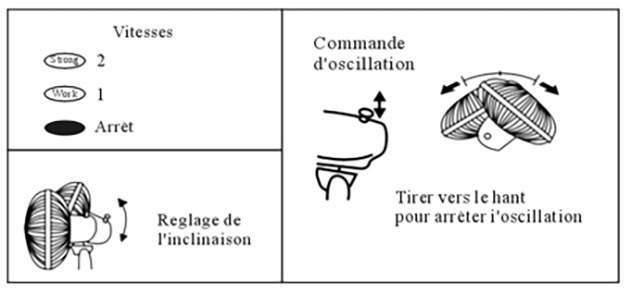 Vitesses
Strong 2
Work 1
Arrèt
Reglage de
l'inclinaison
Commande
d'oscillation
Tirer vers le hant
pour arrêter i'oscillation